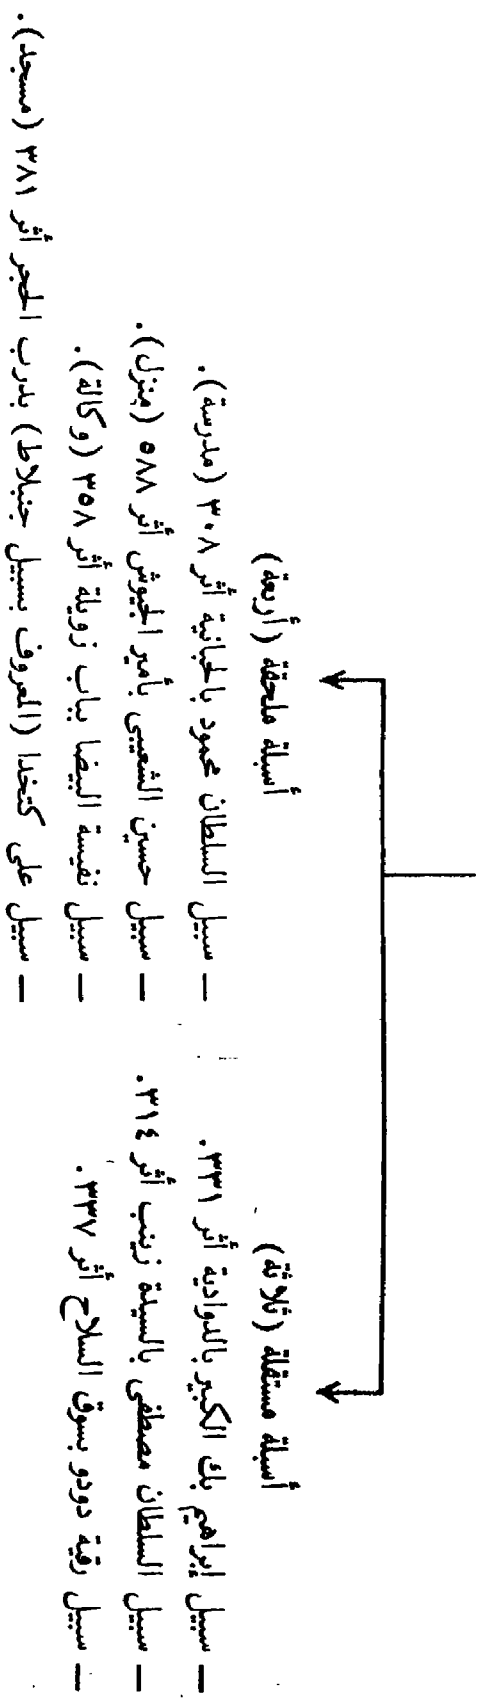 أسبلة مستقلة (ثلاثة)
– سبيل إبراهيم بك الكبير بالداودية أثر ٣٣١.
– سبيل السلطان مصطفى بالسيدة زينب أثر ٣١٤.
– سبيل رقية دودو بسوق السلاح أثر ٣٣٧.
أسبلة ملحقة (أربعة)
– سبيل السلطان محمود بالحبانية أثر ٣٠٨ (مدرسة).
– سبيل حسين الشعيبى بأمير الجيوش أثر ٥٨٨ (منزل).
– سبيل نفيسة البيضا بباب زويلة أثر ٣٥٨ (وكالة).
– سبيل على كتخدا (المعروف بسبيل جنبلاط) بدرب الحجر أثر ٣٨١ (مسجد).